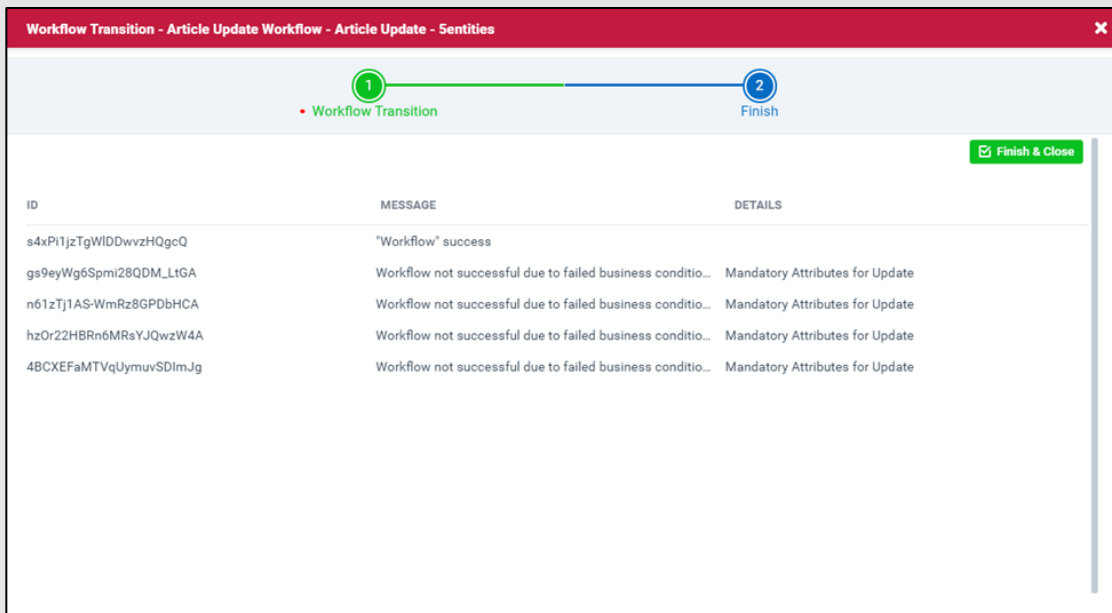 Workflow Transition - Article Update Workflow - Article Update - 5entities
1 2
• Workflow Transition Finish
Finish & Close
ID MESSAGE DETAILS
s4xPi1jzTgWlDDwvzHQgcQ "Workflow" success
gs9eyWg6Spmi28QDM_LtGA Workflow not successful due to failed business conditio... Mandatory Attributes for Update
n61zTj1AS-WmRz8GPDbHCA Workflow not successful due to failed business conditio... Mandatory Attributes for Update
hzOr22HBRn6MRsYJQwzW4A Workflow not successful due to failed business conditio... Mandatory Attributes for Update
4BCXEFaMTVqUymuvSDImJg Workflow not successful due to failed business conditio... Mandatory Attributes for Update